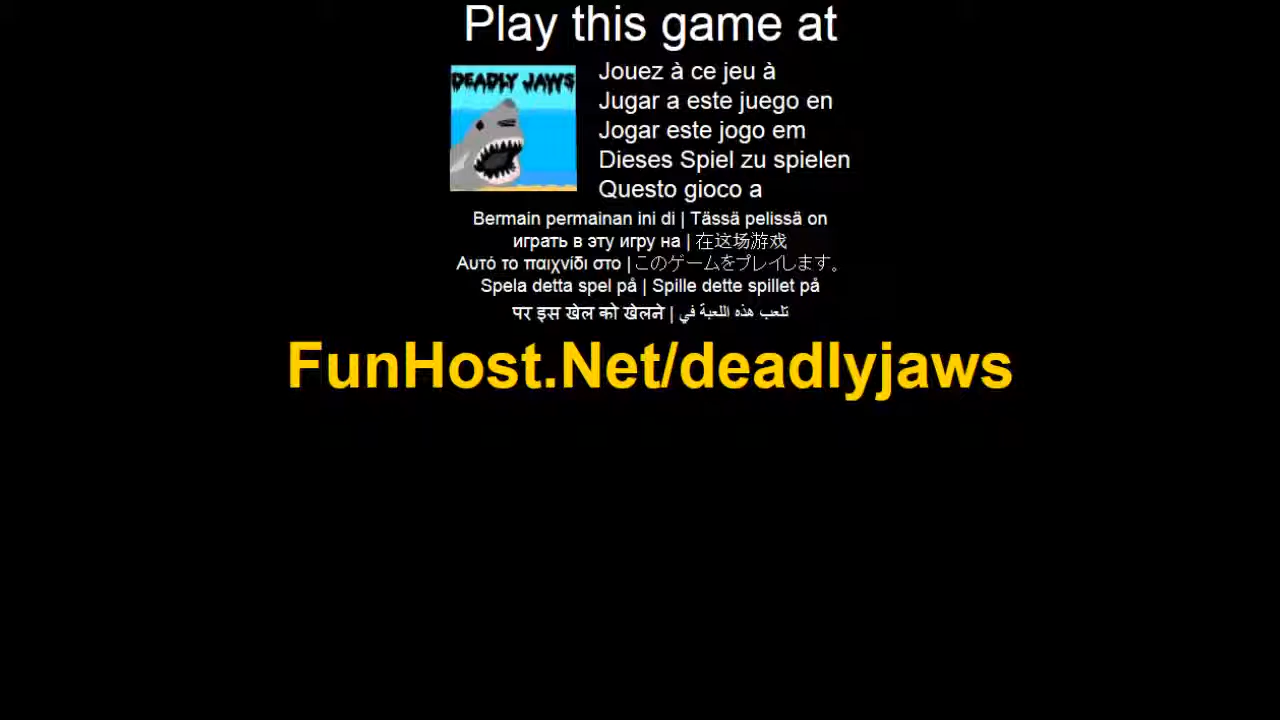 Play this game at
DEADLY JAWS
Jouez à ce jeu à
Jugar a este juego en
Jogar este jogo em
Dieses Spiel zu spielen
Questo gioco a
Bermain permainan ini di | Tässä pelissä on
играть в эту игру на | 在这场游戏
Αυτό το παιχνίδι στο | このゲームをプレイします。
Spela detta spel på | Spille dette spillet på
पर इस खेल को खेलने | تلعب هذه اللعبة في
FunHost.Net/deadlyjaws